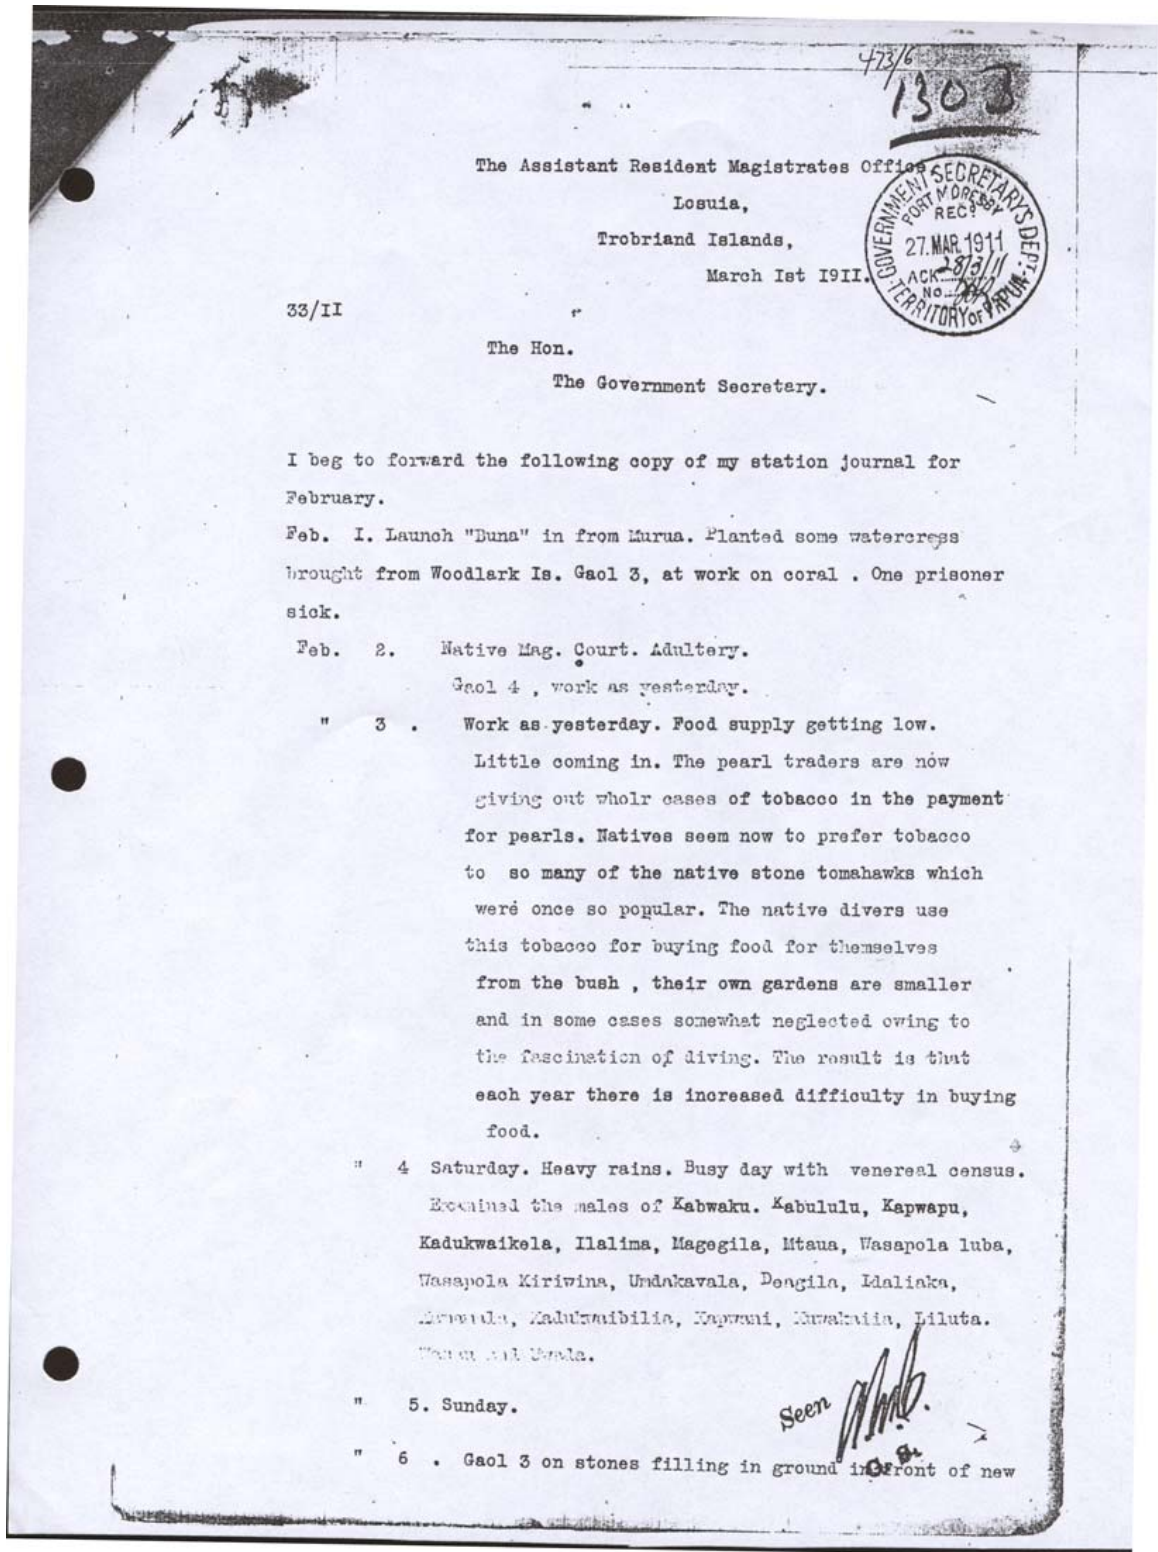 473/6
1303
The Assistant Resident Magistrates Office
Losuia,
Trobriand Islands,
March Ist I9II.
GOVERNMENT SECRETARY'S DEPT.
PORT MORESBY
RECD
27. MAR. 1911
ACK. 28/3/11
NO.
TERRITORY OF PAPUA
33/II
The Hon.
The Government Secretary.
I beg to forward the following copy of my station journal for
February.
Feb. I. Launch "Buna" in from Murua. Planted some watercress
brought from Woodlark Is. Gaol 3, at work on coral . One prisoner
sick.
Feb. 2. Native Mag. Court. Adultery.
Gaol 4 , work as yesterday.
" 3 . Work as yesterday. Food supply getting low.
Little coming in. The pearl traders are now
giving out wholr cases of tobacco in the payment
for pearls. Natives seem now to prefer tobacco
to so many of the native stone tomahawks which
were once so popular. The native divers use
this tobacco for buying food for themselves
from the bush , their own gardens are smaller
and in some cases somewhat neglected owing to
the fascination of diving. The result is that
each year there is increased difficulty in buying
food.
" 4 Saturday. Heavy rains. Busy day with venereal census.
Examined the males of Kabwaku. Kabululu, Kapwapu,
Kadukwaikela, Ilalima, Magegila, Mtaua, Wasapola luba,
Wasapola Kiriwina, Umdakavala, Deagila, Idaliaka,
Kadukwaibilia, Kapwani, Kuwakaiia, Liluta.
and
" 5. Sunday.
Seen
" 6 . Gaol 3 on stones filling in ground in front of new